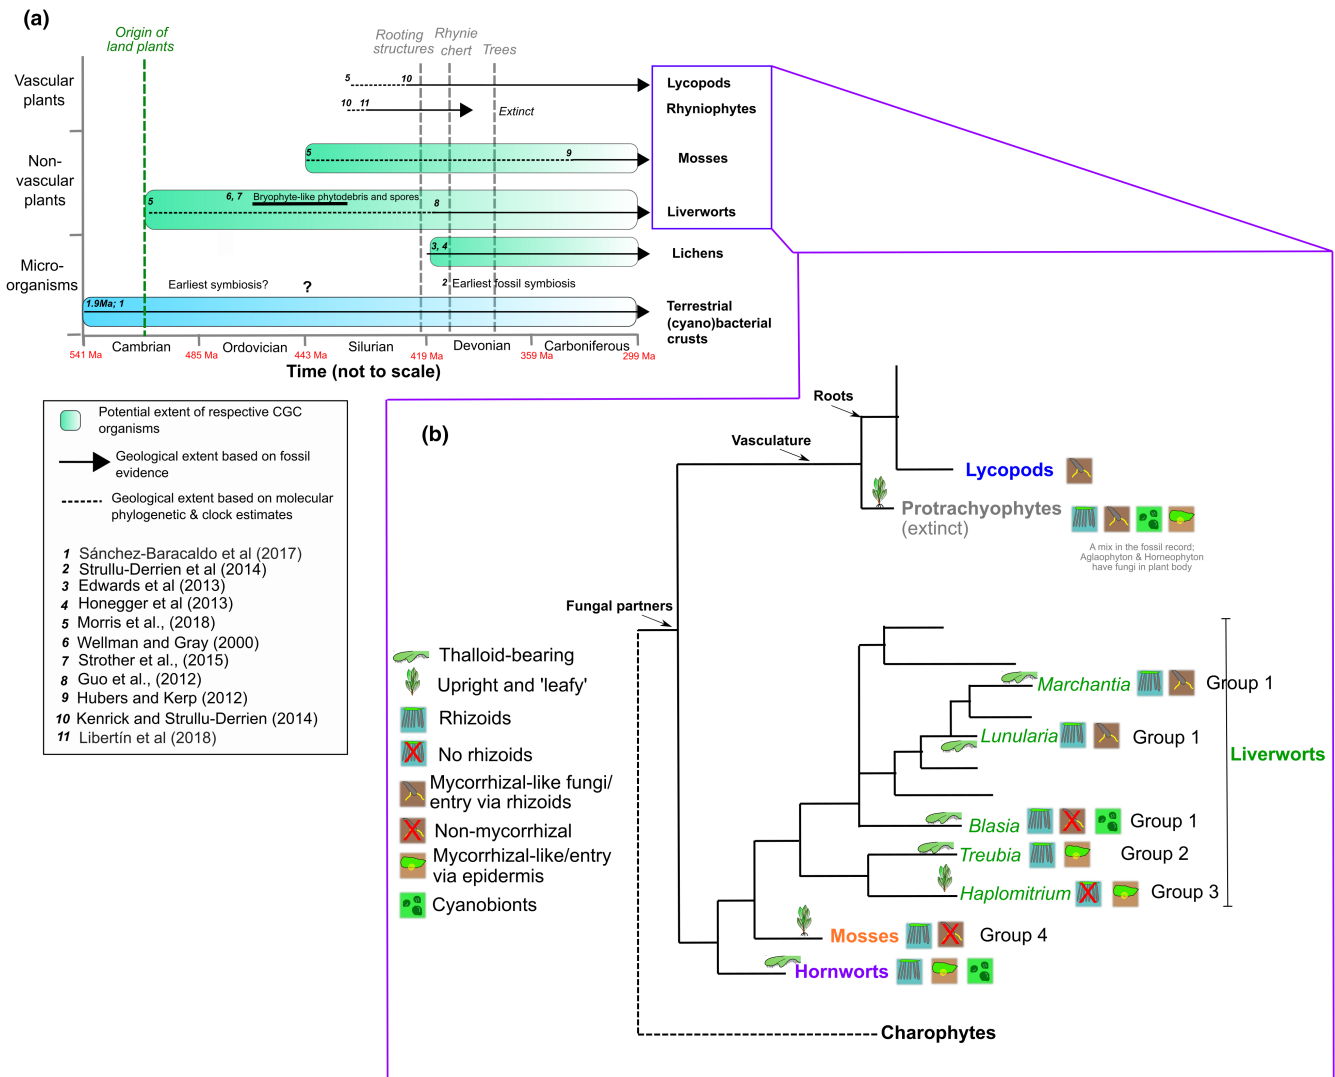 (a)
Origin of
land plants
Rooting
structures
Rhynie
chert
Trees
Vascular
plants
5
10
Lycopods
10 11
Extinct
Rhyniophytes
Non-
vascular
plants
5
9
Mosses
5
6, 7
Bryophyte-like phytodebris and spores
8
Liverworts
Micro-
organisms
3, 4
Lichens
Earliest symbiosis?
?
2 Earliest fossil symbiosis
1.9Ma; 1
Terrestrial
(cyano)bacterial
crusts
Cambrian
Ordovician
Silurian
Devonian
Carboniferous
541 Ma
485 Ma
443 Ma
419 Ma
359 Ma
299 Ma
Time (not to scale)
Potential extent of respective CGC
organisms
Geological extent based on fossil
evidence
Geological extent based on molecular
phylogenetic & clock estimates
1 Sánchez-Baracaldo et al (2017)
2 Strullu-Derrien et al (2014)
3 Edwards et al (2013)
4 Honegger et al (2013)
5 Morris et al., (2018)
6 Wellman and Gray (2000)
7 Strother et al., (2015)
8 Guo et al., (2012)
9 Hubers and Kerp (2012)
10 Kenrick and Strullu-Derrien (2014)
11 Libertín et al (2018)
(b)
Roots
Vasculature
Lycopods
Protrachyophytes
(extinct)
A mix in the fossil record;
Aglaophyton & Horneophyton
have fungi in plant body
Fungal partners
Thalloid-bearing
Upright and 'leafy'
Rhizoids
No rhizoids
Mycorrhizal-like fungi/
entry via rhizoids
Non-mycorrhizal
Mycorrhizal-like/entry
via epidermis
Cyanobionts
Marchantia
Group 1
Lunularia
Group 1
Liverworts
Blasia
Group 1
Treubia
Group 2
Haplomitrium
Group 3
Mosses
Group 4
Hornworts
Charophytes